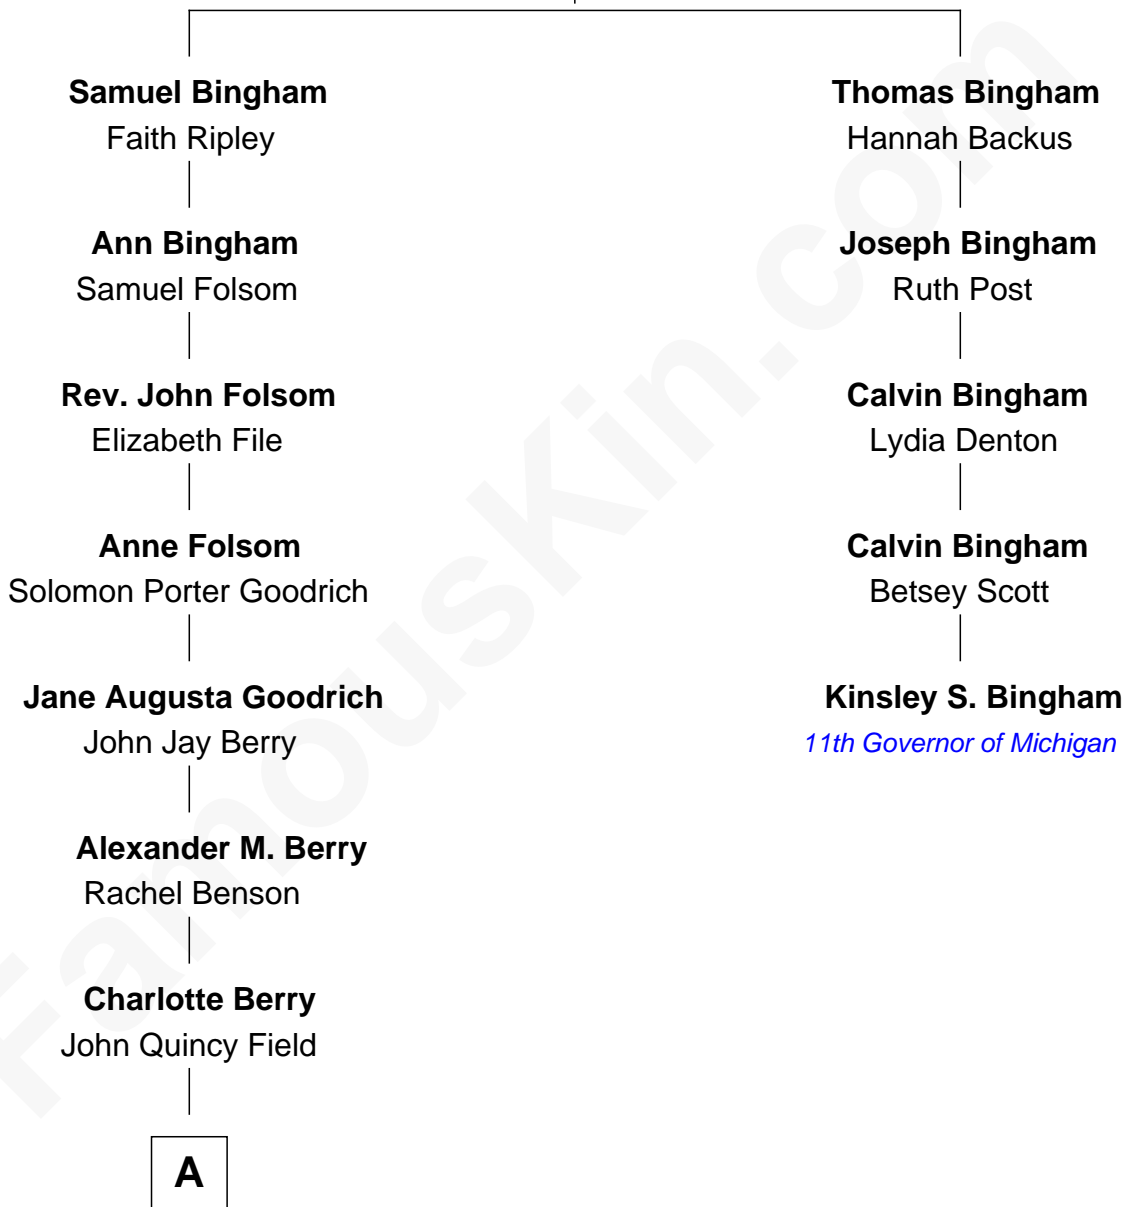 Samuel Bingham
Faith Ripley
Thomas Bingham
Hannah Backus
Ann Bingham
Samuel Folsom
Joseph Bingham
Ruth Post
Rev. John Folsom
Elizabeth File
Calvin Bingham
Lydia Denton
Anne Folsom
Solomon Porter Goodrich
Calvin Bingham
Betsey Scott
Jane Augusta Goodrich
John Jay Berry
Kinsley S. Bingham
11th Governor of Michigan
Alexander M. Berry
Rachel Benson
Charlotte Berry
John Quincy Field
A
FamousKin.com